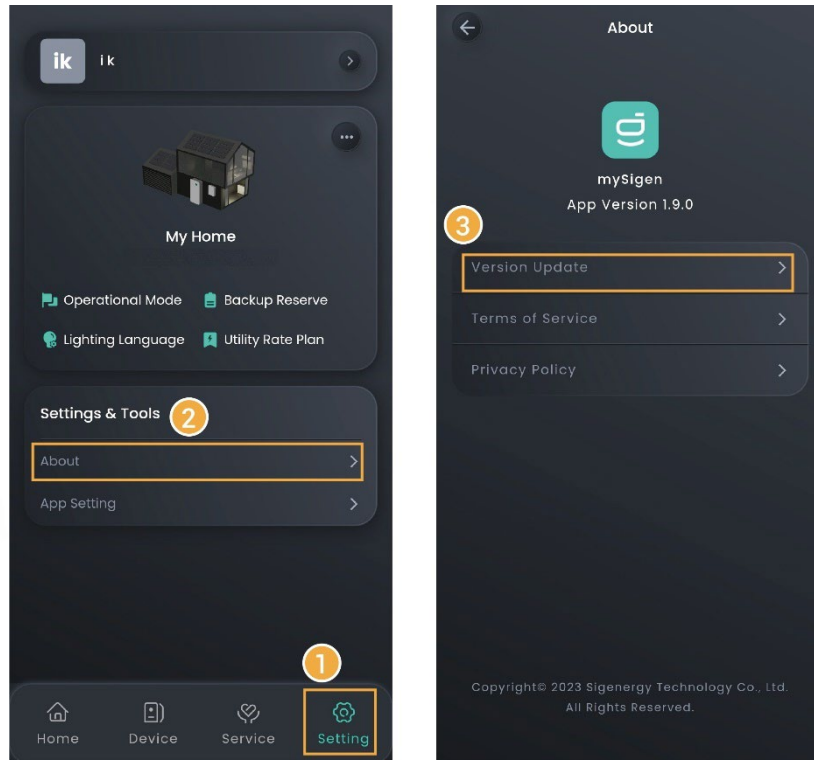 ik
ik
My Home
Operational Mode
Backup Reserve
Lighting Language
Utility Rate Plan
Settings & Tools
2
About
App Setting
1
Home
Device
Service
Setting
About
mySigen
App Version 1.9.0
3
Version Update
Terms of Service
Privacy Policy
Copyright© 2023 Sigenergy Technology Co., Ltd.
All Rights Reserved.